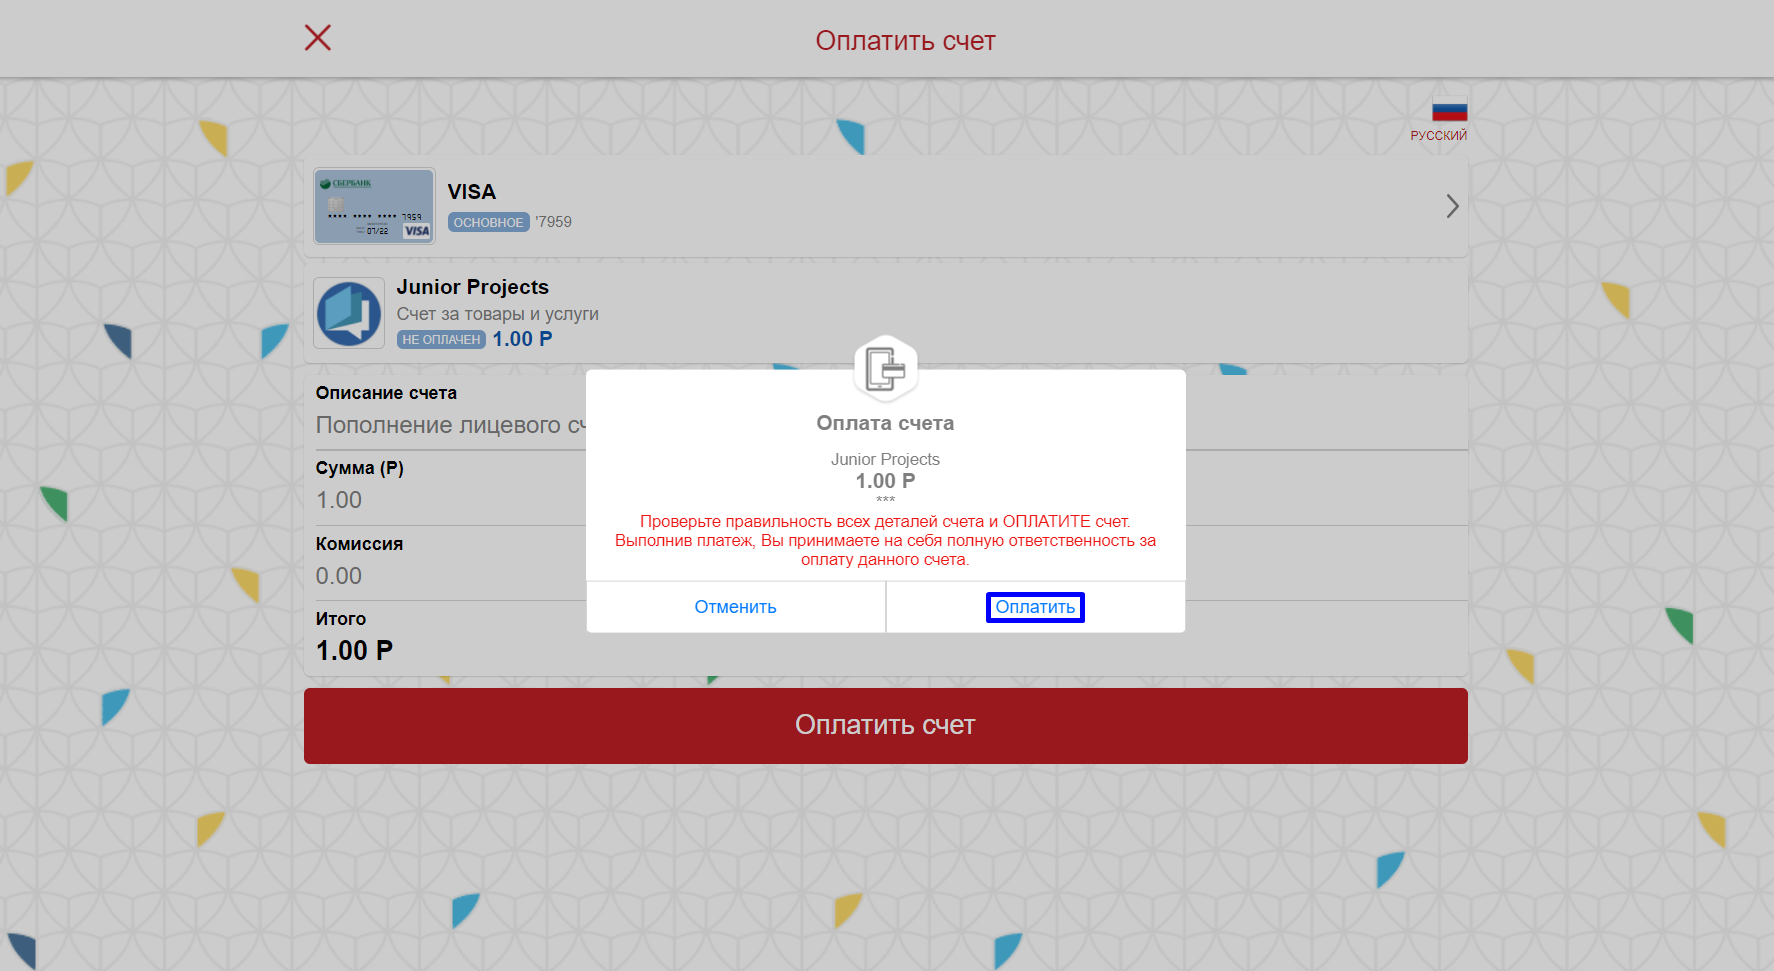 Оплатить счет
РУССКИЙ
СБЕРБАНК
**** **** **** 7959
07/22
VISA
VISA
ОСНОВНОЕ '7959
Junior Projects
Счет за товары и услуги
НЕ ОПЛАЧЕН 1.00 Р
Описание счета
Пополнение лицевого сч
Сумма (Р)
1.00
Комиссия
0.00
Итого
1.00 Р
Оплата счета
Junior Projects
1.00 Р
***
Проверьте правильность всех деталей счета и ОПЛАТИТЕ счет.
Выполнив платеж, Вы принимаете на себя полную ответственность за
оплату данного счета.
Отменить
Оплатить
Оплатить счет